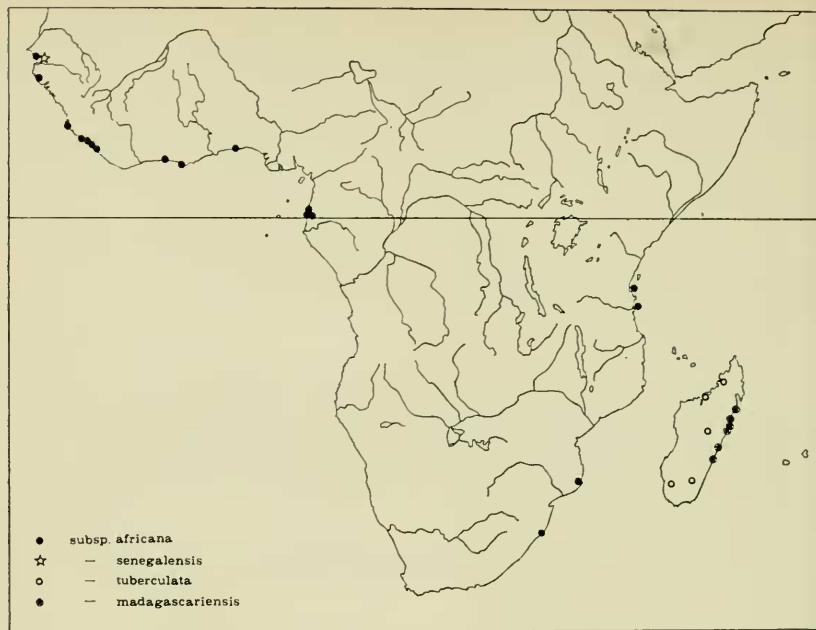 ● subsp. africana
☆ — senegalensis
○ — tuberculata
● — madagascariensis